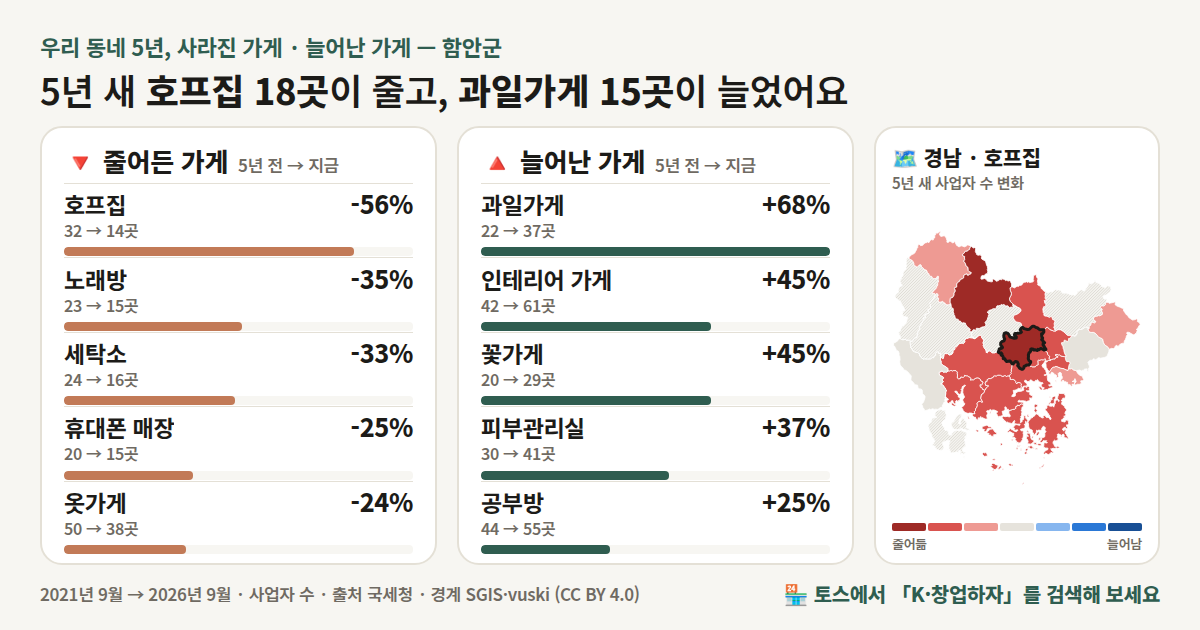 우리 동네 5년, 사라진 가게 · 늘어난 가게 — 함안군
5년 새 호프집 18곳이 줄고, 과일가게 15곳이 늘었어요
줄어든 가게 5년 전 → 지금
호프집 -56%
32 → 14곳
노래방 -35%
23 → 15곳
세탁소 -33%
24 → 16곳
휴대폰 매장 -25%
20 → 15곳
옷가게 -24%
50 → 38곳
늘어난 가게 5년 전 → 지금
과일가게 +68%
22 → 37곳
인테리어 가게 +45%
42 → 61곳
꽃가게 +45%
20 → 29곳
피부관리실 +37%
30 → 41곳
공부방 +25%
44 → 55곳
경남 · 호프집
5년 새 사업자 수 변화
줄어듦 늘어남
2021년 9월 → 2026년 9월 · 사업자 수 · 출처 국세청 · 경계 SGIS·vuski (CC BY 4.0)
토스에서 「K·창업하자」를 검색해 보세요